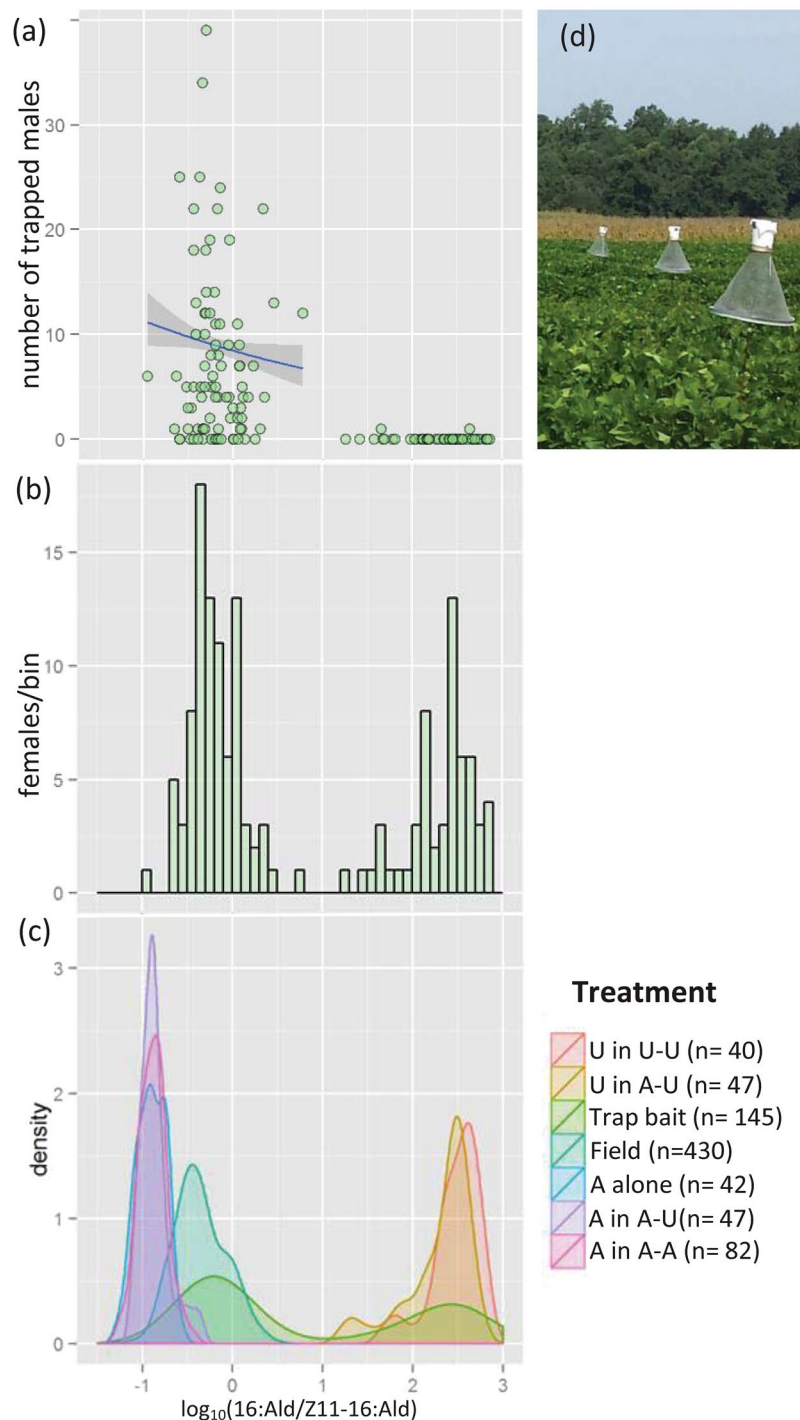 (a)
number of trapped males
30
20
10
0
(d)
(b)
females/bin
15
10
5
0
(c)
density
3
2
1
0
-1 0 1 2 3
log₁₀(16:Ald/Z11-16:Ald)
Treatment
U in U-U (n= 40)
U in A-U (n= 47)
Trap bait (n= 145)
Field (n=430)
A alone (n= 42)
A in A-U(n= 47)
A in A-A (n= 82)